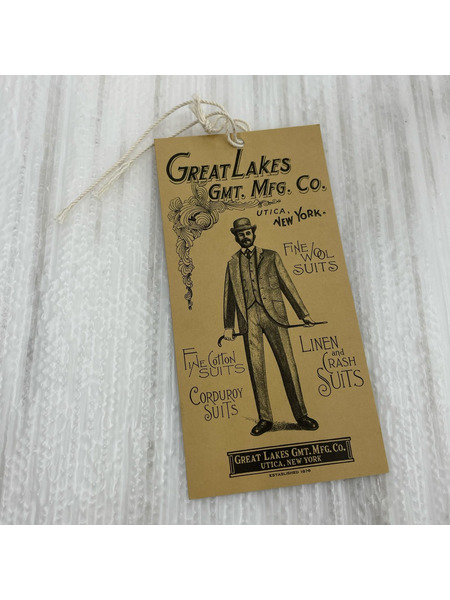 GREAT LAKES
GMT. MFG. CO.
UTICA,
NEW YORK.
FINE WOOL
SUITS
FINE COTTON
SUITS
CORDUROY
SUITS
LINEN
and
CRASH
SUITS
GREAT LAKES GMT. MFG. CO.
UTICA, NEW YORK
ESTABLISHED 1878